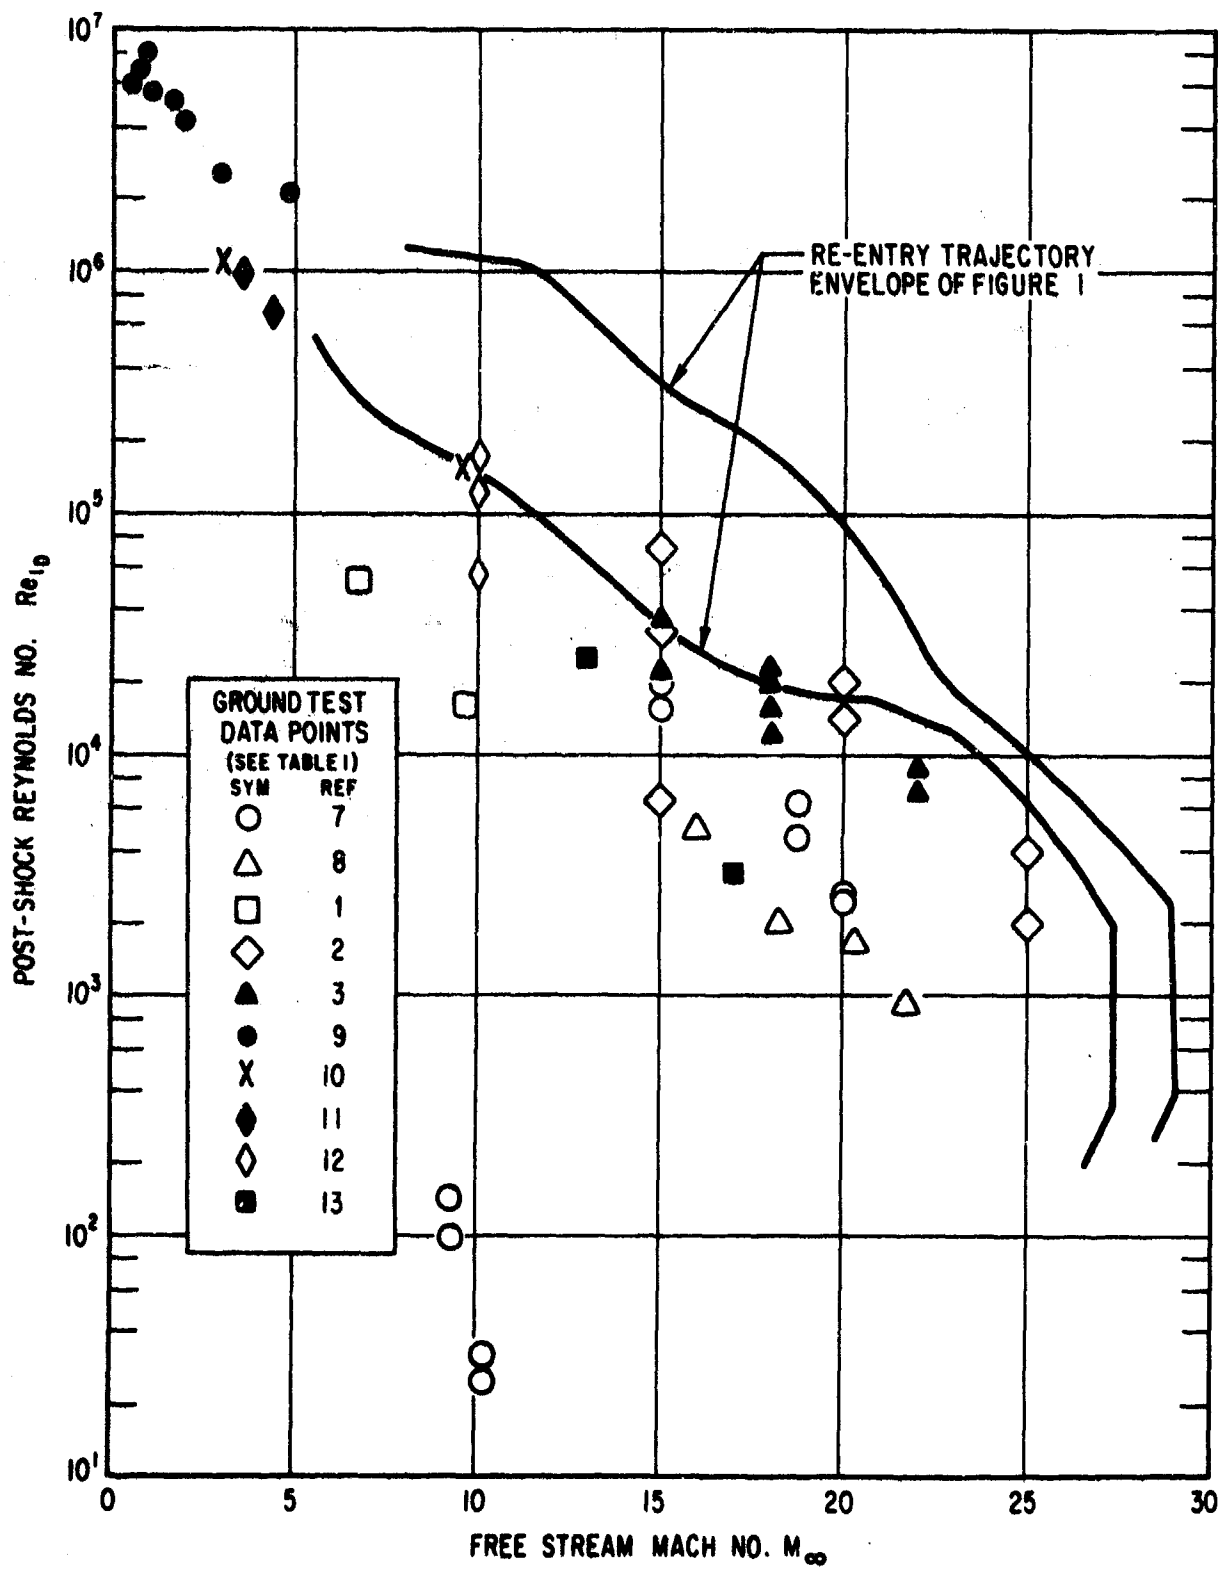 10⁷
10⁶
10⁵
10⁴
10³
10²
10¹
POST-SHOCK REYNOLDS NO. Re₁D
RE-ENTRY TRAJECTORY
ENVELOPE OF FIGURE 1
GROUND TEST
DATA POINTS
(SEE TABLE 1)
SYM REF
7
8
1
2
3
9
10
11
12
13
0 5 10 15 20 25 30
FREE STREAM MACH NO. M∞